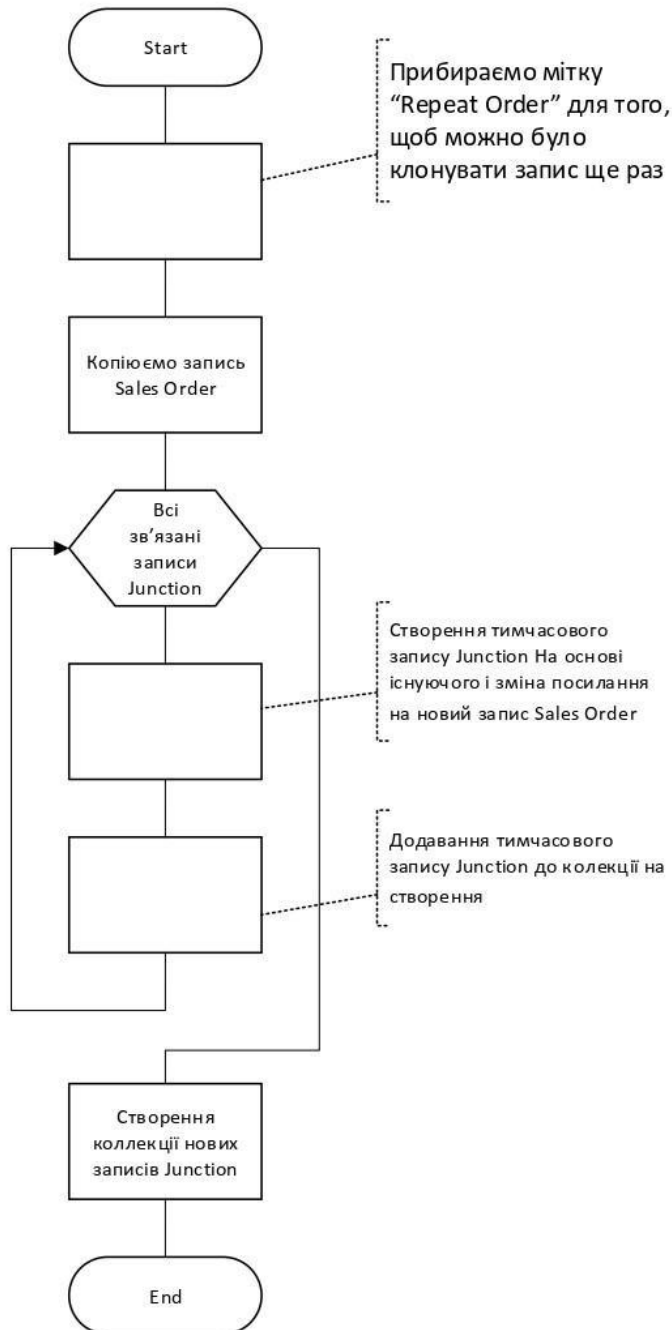 Start
Прибираємо мітку
“Repeat Order” для того,
щоб можна було
клонувати запис ще раз
Копіюємо запись
Sales Order
Всі
зв’язані
записи
Junction
Створення тимчасового
запису Junction На основі
існуючого і зміна посилання
на новий запис Sales Order
Додавання тимчасового
запису Junction до колекції на
створення
Створення
коллекції нових
записів Junction
End